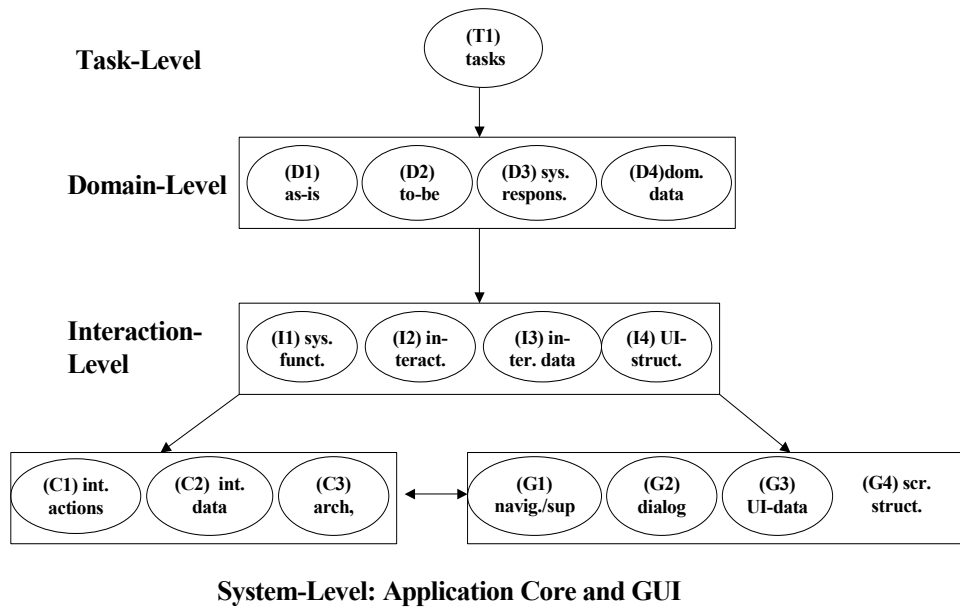 Task-Level
(T1)
tasks
Domain-Level
(D1)
as-is
(D2)
to-be
(D3) sys.
respons.
(D4)dom.
data
Interaction-
Level
(I1) sys.
funct.
(I2) in-
teract.
(I3) in-
ter. data
(I4) UI-
struct.
(C1) int.
actions
(C2) int.
data
(C3)
arch,
(G1)
navig./sup
(G2)
dialog
(G3)
UI-data
(G4) scr.
struct.
System-Level: Application Core and GUI